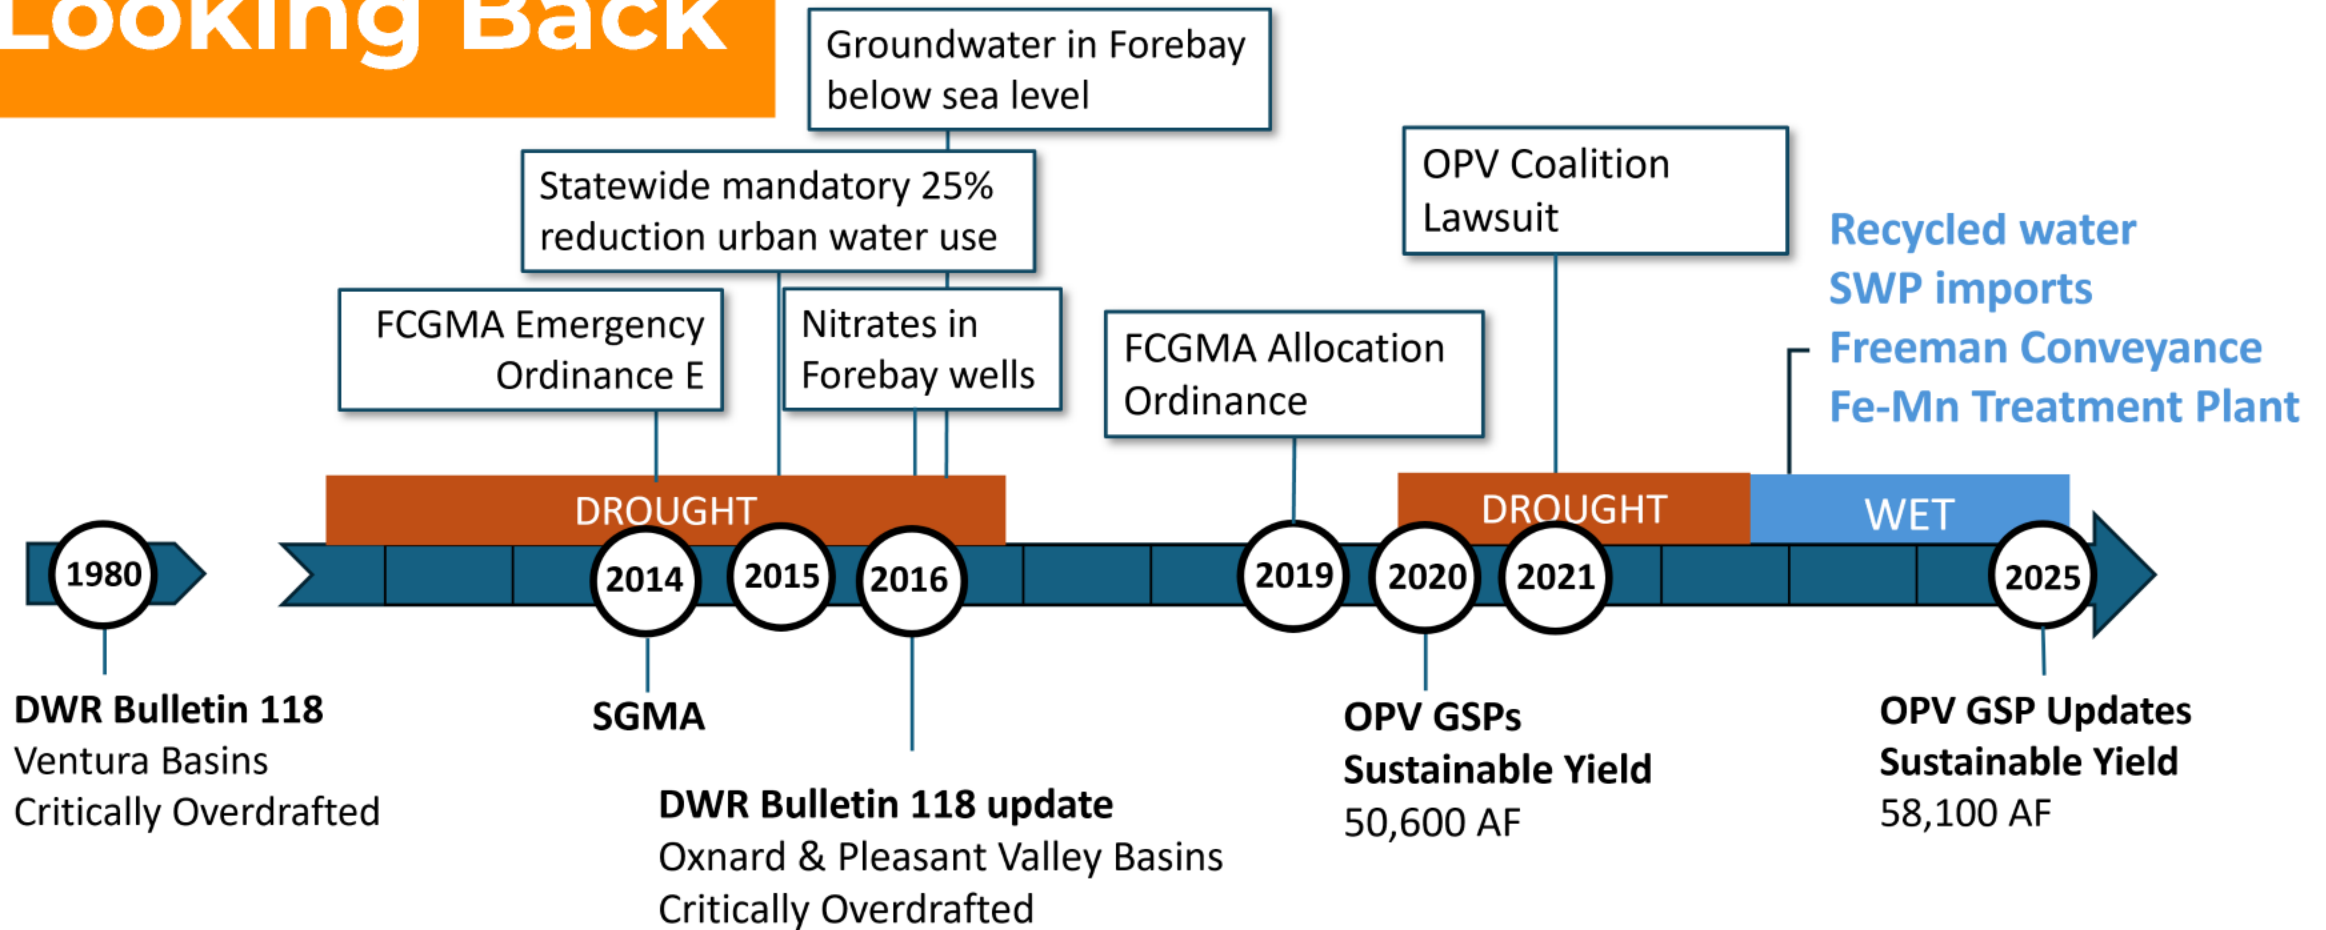 Looking Back
Groundwater in Forebay
below sea level
Statewide mandatory 25%
reduction urban water use
FCGMA Emergency
Ordinance E
Nitrates in
Forebay wells
FCGMA Allocation
Ordinance
OPV Coalition
Lawsuit
Recycled water
SWP imports
Freeman Conveyance
Fe-Mn Treatment Plant
DROUGHT
DROUGHT
WET
1980
2014
2015
2016
2019
2020
2021
2025
DWR Bulletin 118
Ventura Basins
Critically Overdrafted
SGMA
DWR Bulletin 118 update
Oxnard & Pleasant Valley Basins
Critically Overdrafted
OPV GSPs
Sustainable Yield
50,600 AF
OPV GSP Updates
Sustainable Yield
58,100 AF